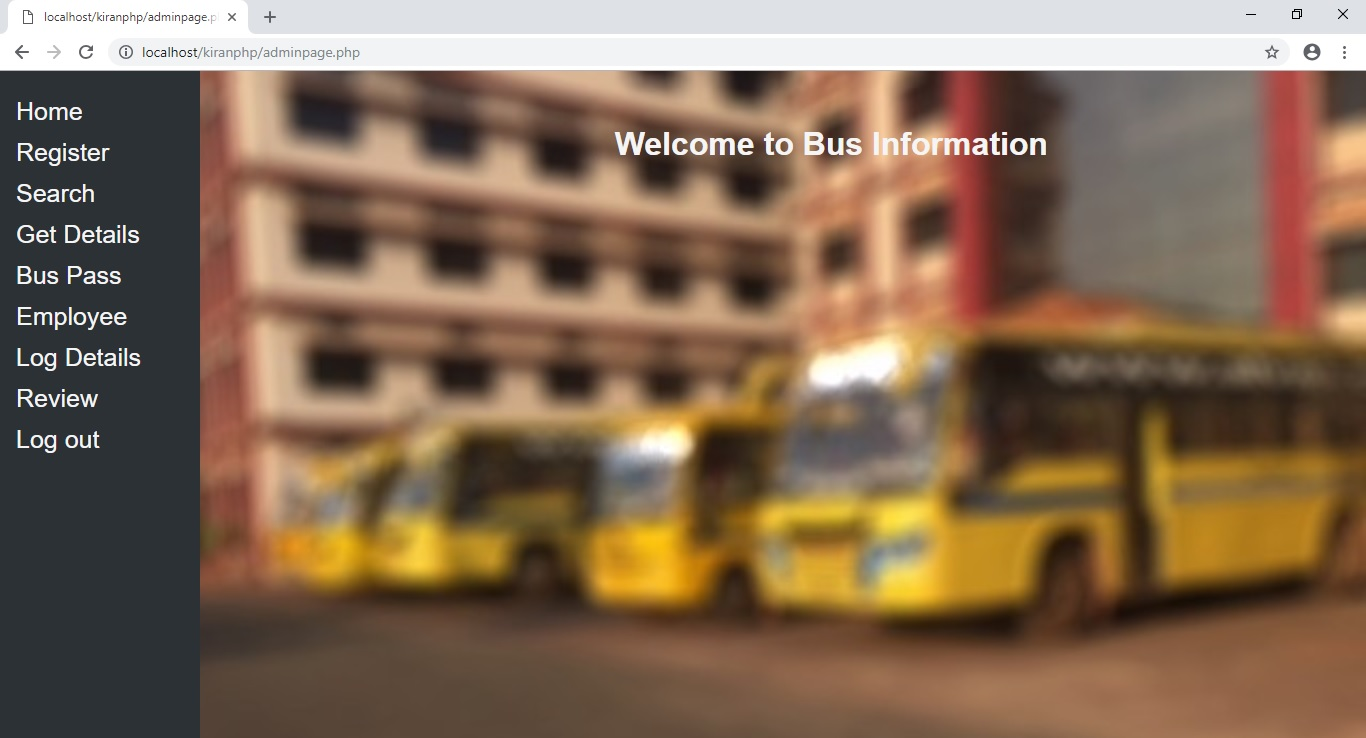 localhost/kiranphp/adminpage.p
localhost/kiranphp/adminpage.php
Home
Register
Search
Get Details
Bus Pass
Employee
Log Details
Review
Log out
Welcome to Bus Information